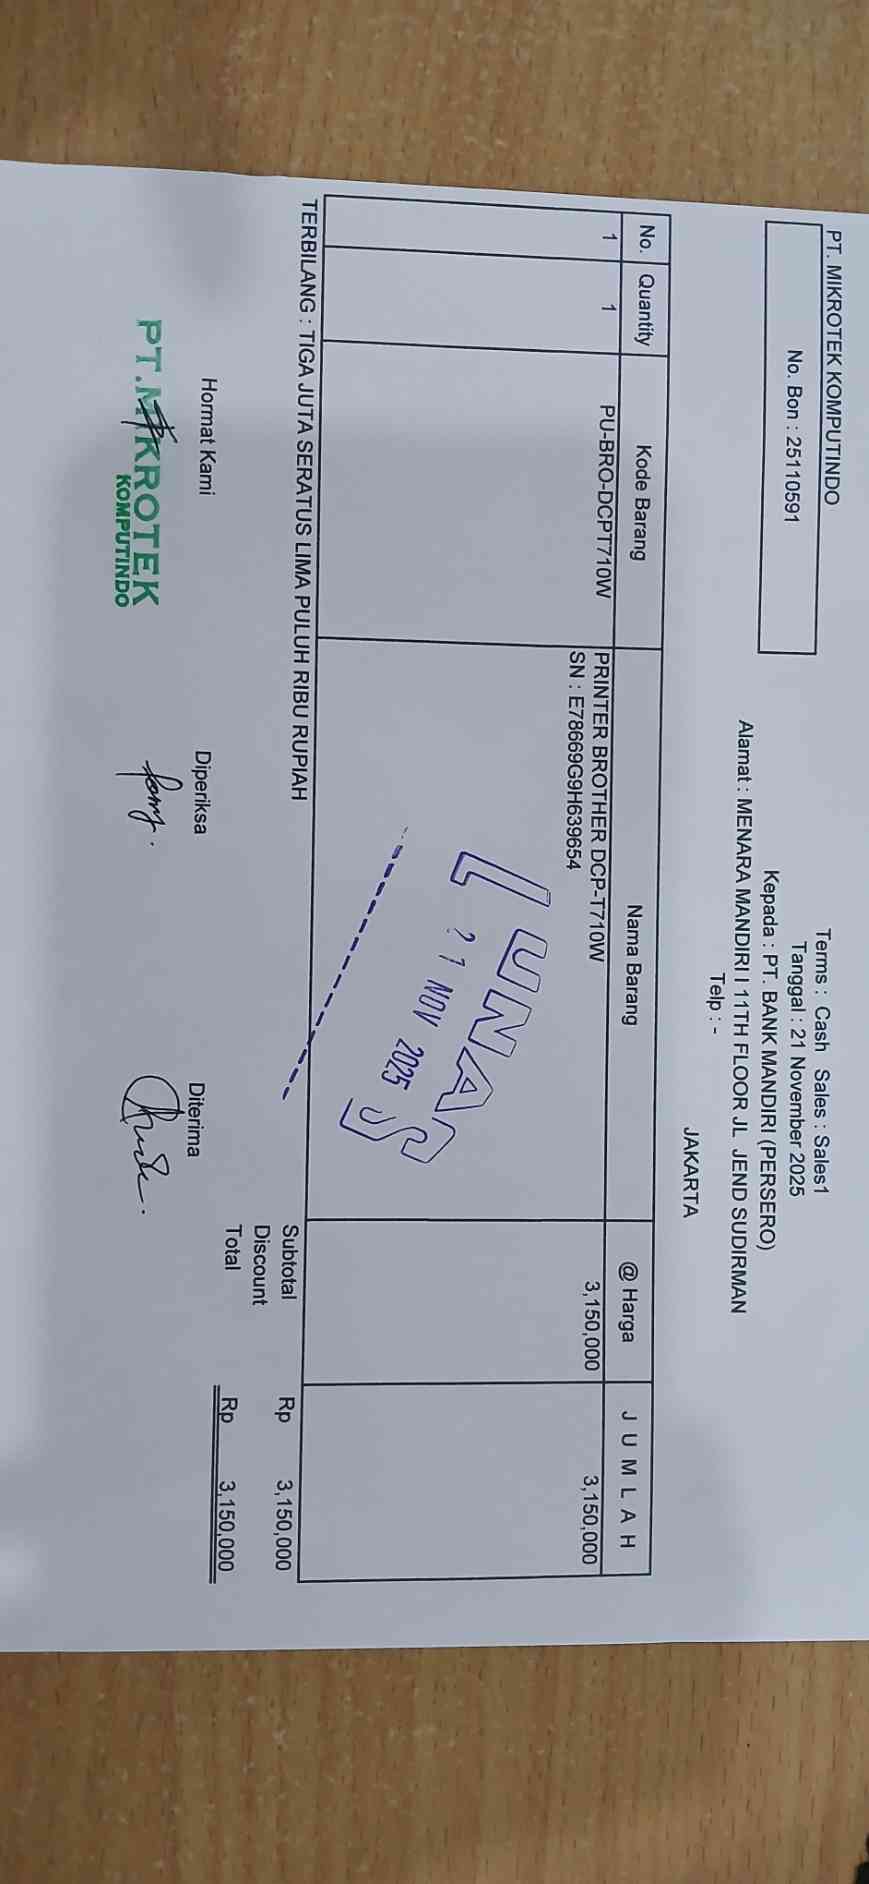 PT. MIKROTEK KOMPUTINDO
No. Bon : 25110591
Terms : Cash Sales : Sales1
Tanggal : 21 November 2025
Kepada : PT. BANK MANDIRI (PERSERO)
Alamat : MENARA MANDIRI I 11TH FLOOR JL JEND SUDIRMAN
Telp : -
JAKARTA
No. Quantity Kode Barang Nama Barang @ Harga J U M L A H
1 1 PU-BRO-DCPT710W PRINTER BROTHER DCP-T710W 3,150,000 3,150,000
SN : E78669G9H639654
LUNAS
21 NOV 2025
TERBILANG : TIGA JUTA SERATUS LIMA PULUH RIBU RUPIAH
Subtotal Rp 3,150,000
Discount
Total Rp 3,150,000
Hormat Kami Diperiksa Diterima
PT.MIKROTEK
KOMPUTINDO